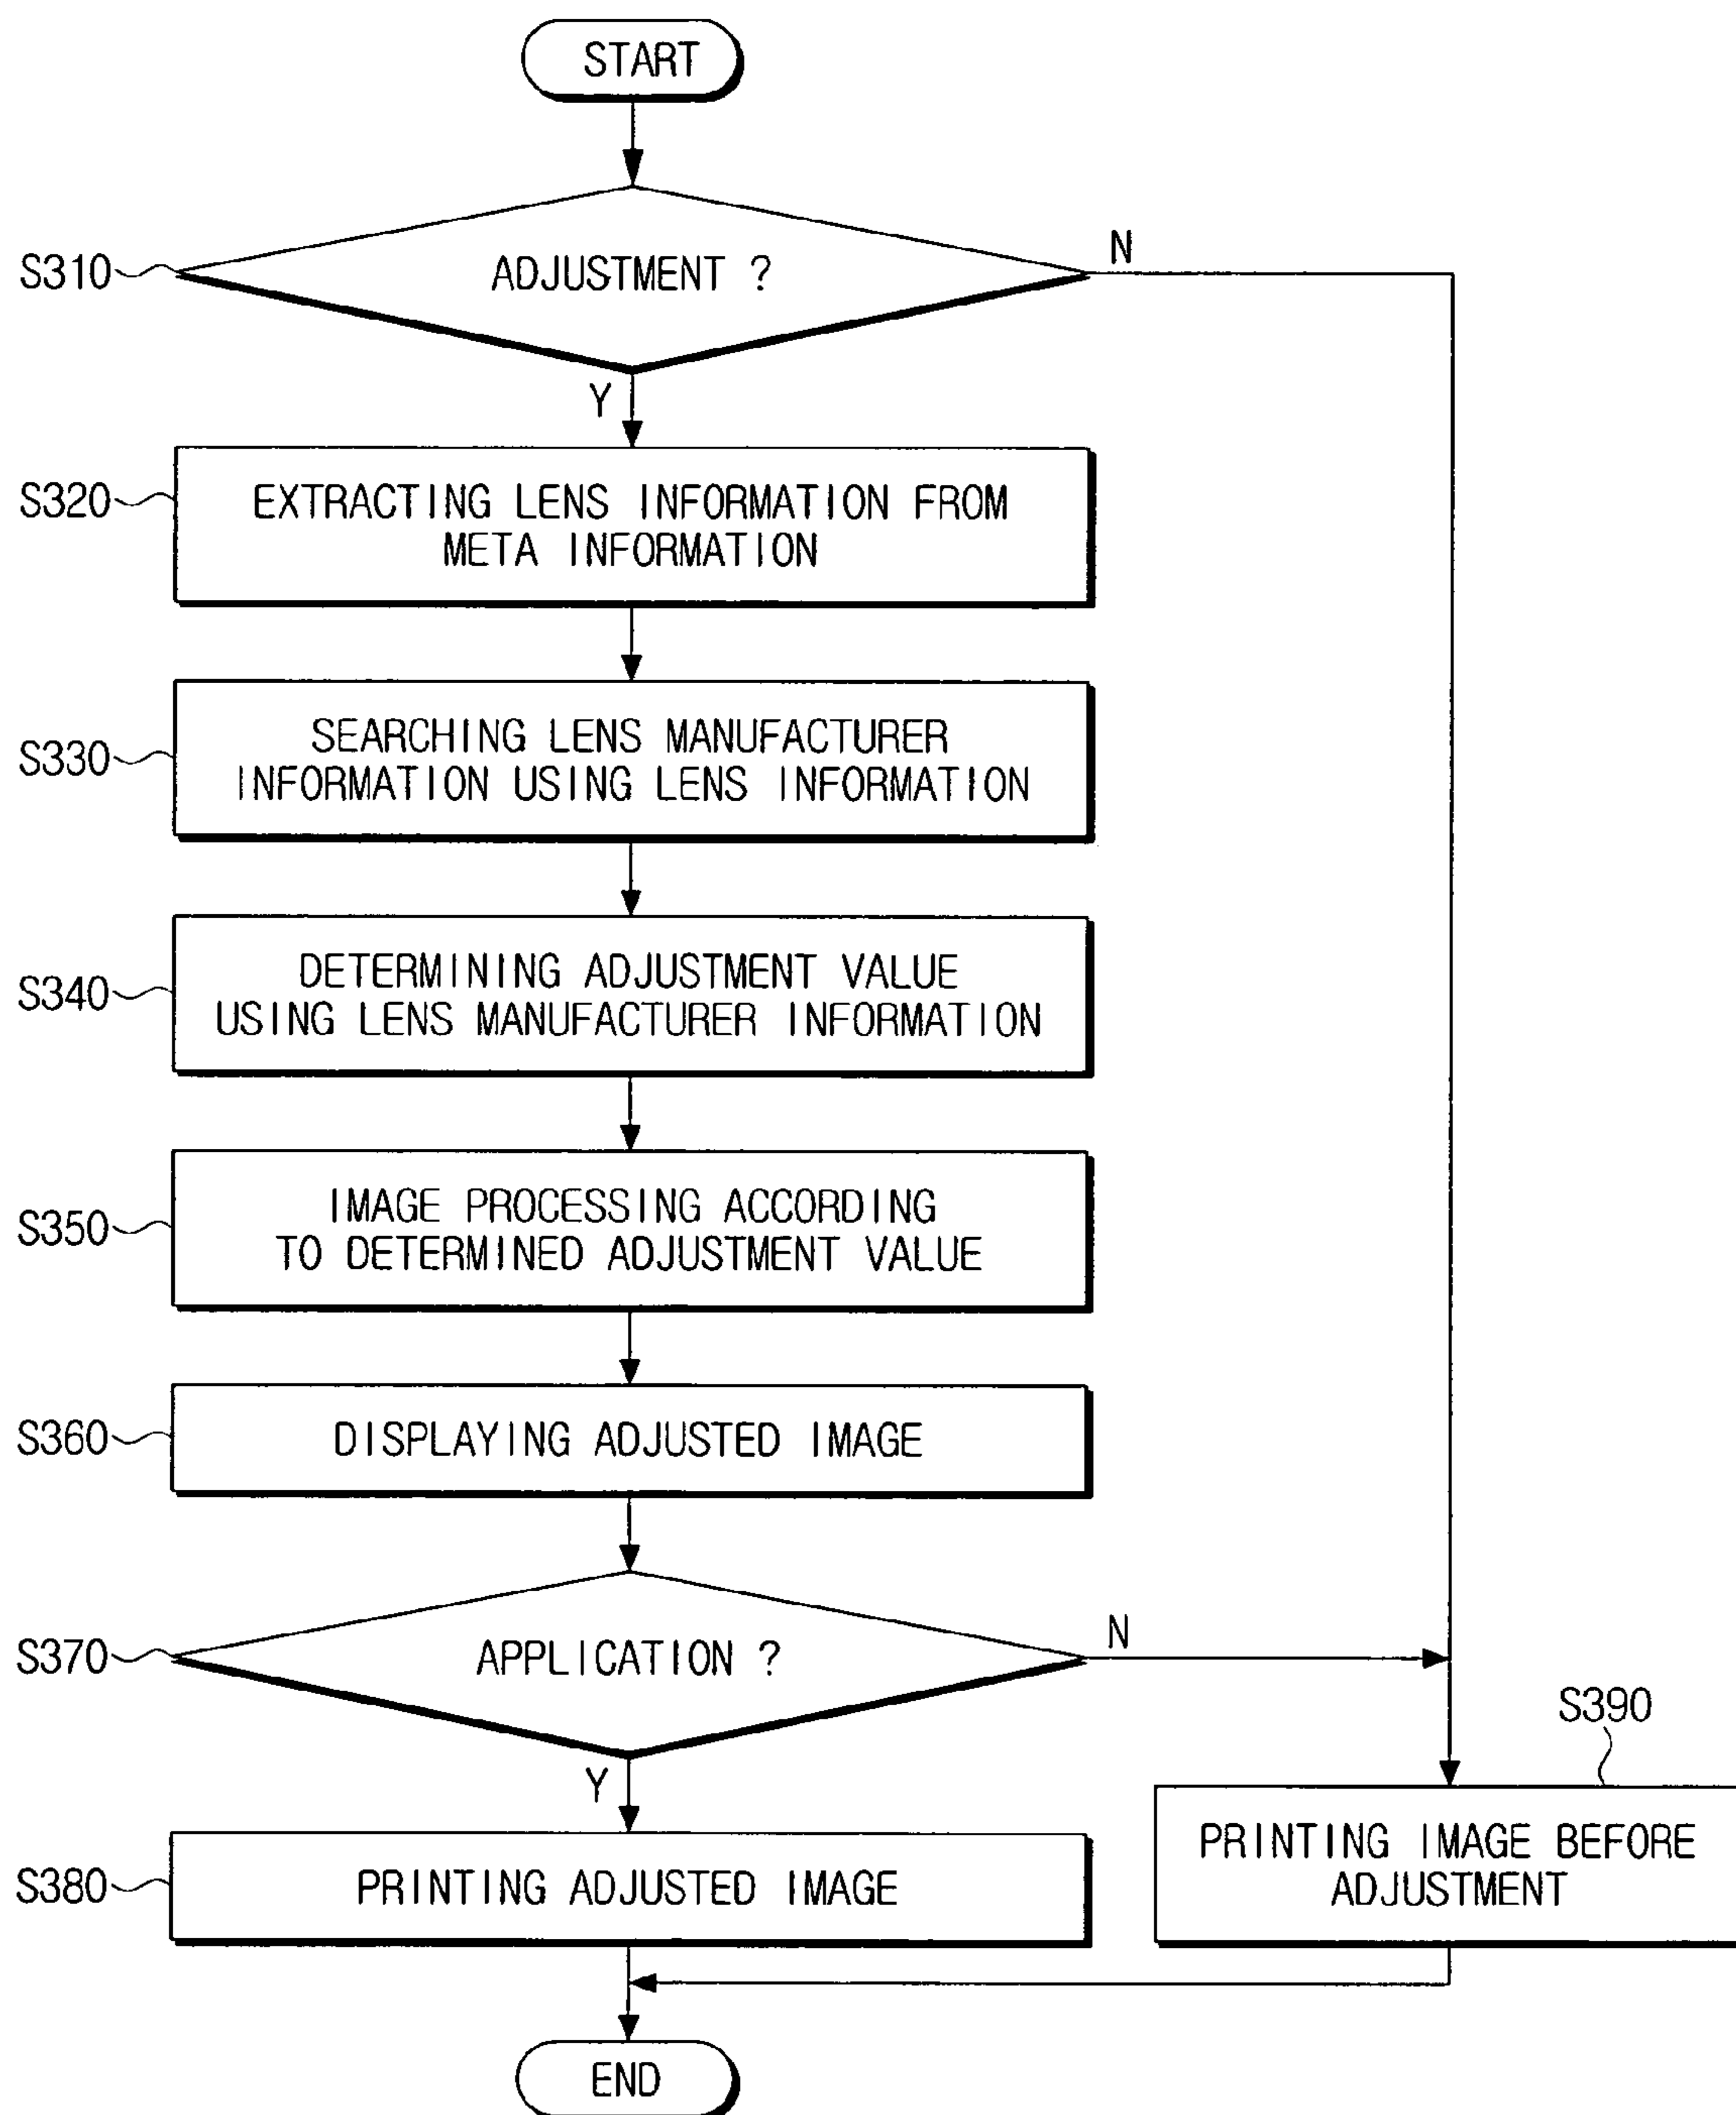 START
S310
ADJUSTMENT ?
N
Y
S320
EXTRACTING LENS INFORMATION FROM
META INFORMATION
S330
SEARCHING LENS MANUFACTURER
INFORMATION USING LENS INFORMATION
S340
DETERMINING ADJUSTMENT VALUE
USING LENS MANUFACTURER INFORMATION
S350
IMAGE PROCESSING ACCORDING
TO DETERMINED ADJUSTMENT VALUE
S360
DISPLAYING ADJUSTED IMAGE
S370
APPLICATION ?
N
Y
S390
PRINTING IMAGE BEFORE
ADJUSTMENT
S380
PRINTING ADJUSTED IMAGE
END